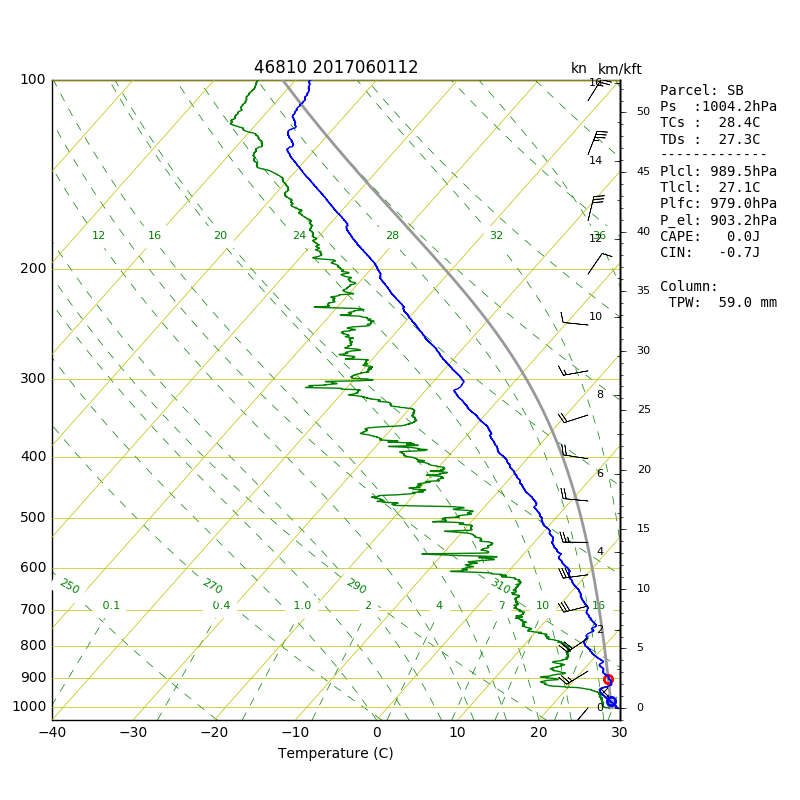 46810 2017060112
kn km/kft
Parcel: SB
Ps :1004.2hPa
TCs : 28.4C
TDs : 27.3C
-------------
Plcl: 989.5hPa
Tlcl: 27.1C
Plfc: 979.0hPa
P_el: 903.2hPa
CAPE: 0.0J
CIN: -0.7J
Column:
TPW: 59.0 mm
100
200
300
400
500
600
700
800
900
1000
12 16 20 24 28 32 36
250 270 290 310
0.1 0.4 1.0 2 4 7 10 16
16
14
12
10
8
6
4
2
0
50
45
40
35
30
25
20
15
10
5
0
−40 −30 −20 −10 0 10 20 30
Temperature (C)